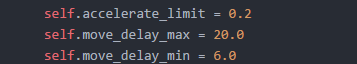 self.accelerate_limit = 0.2
self.move_delay_max = 20.0
self.move_delay_min = 6.0